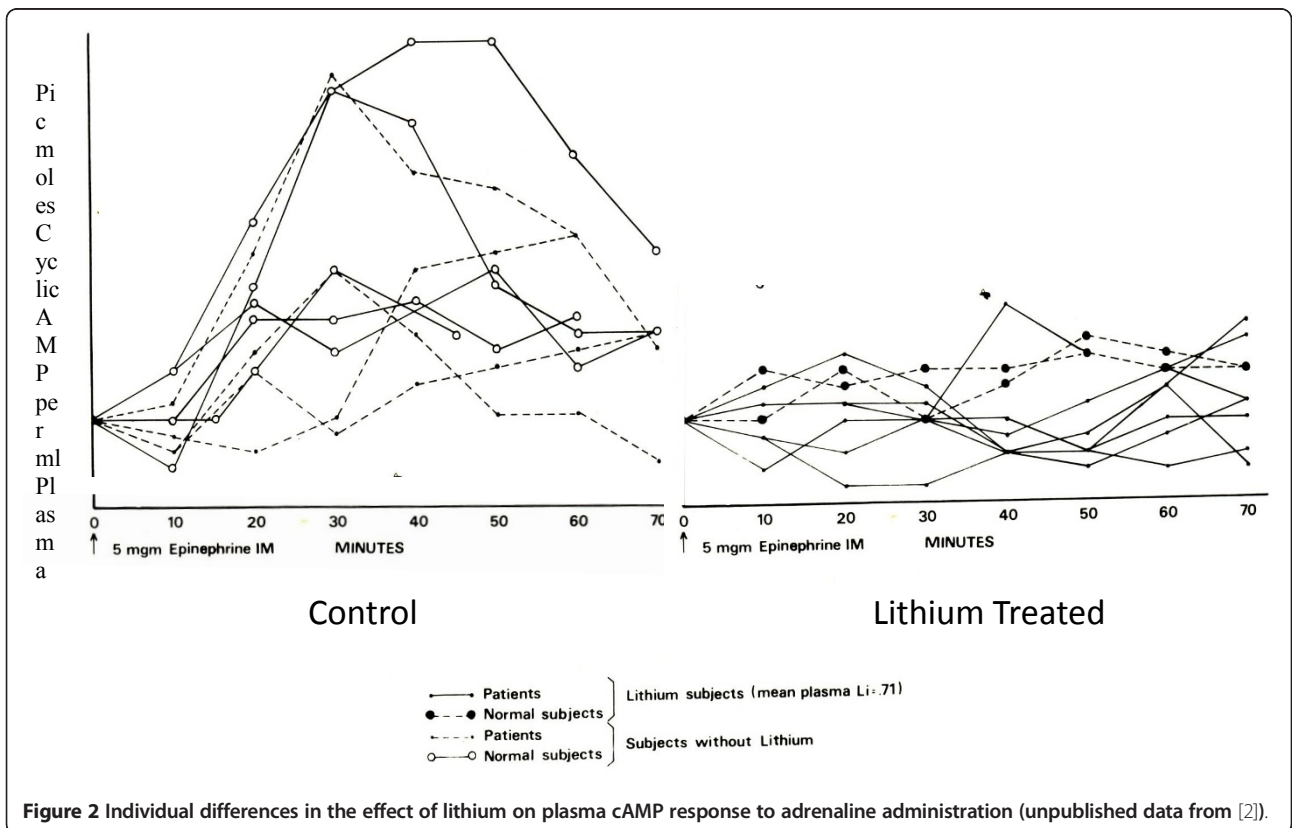 Pi
c
m
ol
es
C
yc
lic
A
M
P
pe
r
ml
Pl
as
m
a
0 10 20 30 40 50 60 70
↑ 5 mgm Epinephrine IM MINUTES
Control
0 10 20 30 40 50 60 70
↑ 5 mgm Epinephrine IM MINUTES
Lithium Treated
Patients
Normal subjects
Lithium subjects (mean plasma Li=.71)
Patients
Normal subjects
Subjects without Lithium
Figure 2 Individual differences in the effect of lithium on plasma cAMP response to adrenaline administration (unpublished data from [2]).